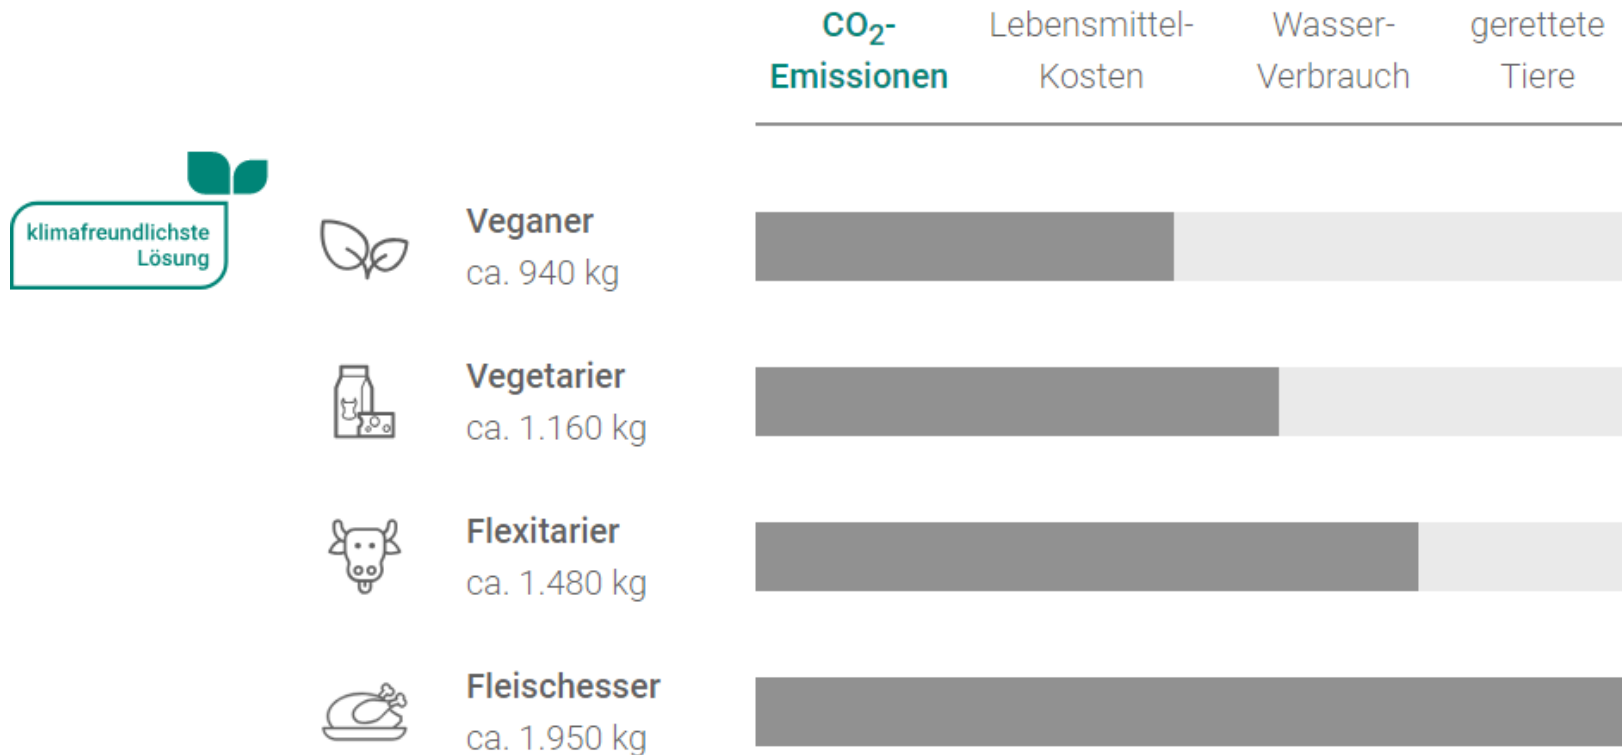 CO₂-
Emissionen
Lebensmittel-
Kosten
Wasser-
Verbrauch
gerettete
Tiere
klimafreundlichste
Lösung
Veganer
ca. 940 kg
Vegetarier
ca. 1.160 kg
Flexitarier
ca. 1.480 kg
Fleischesser
ca. 1.950 kg